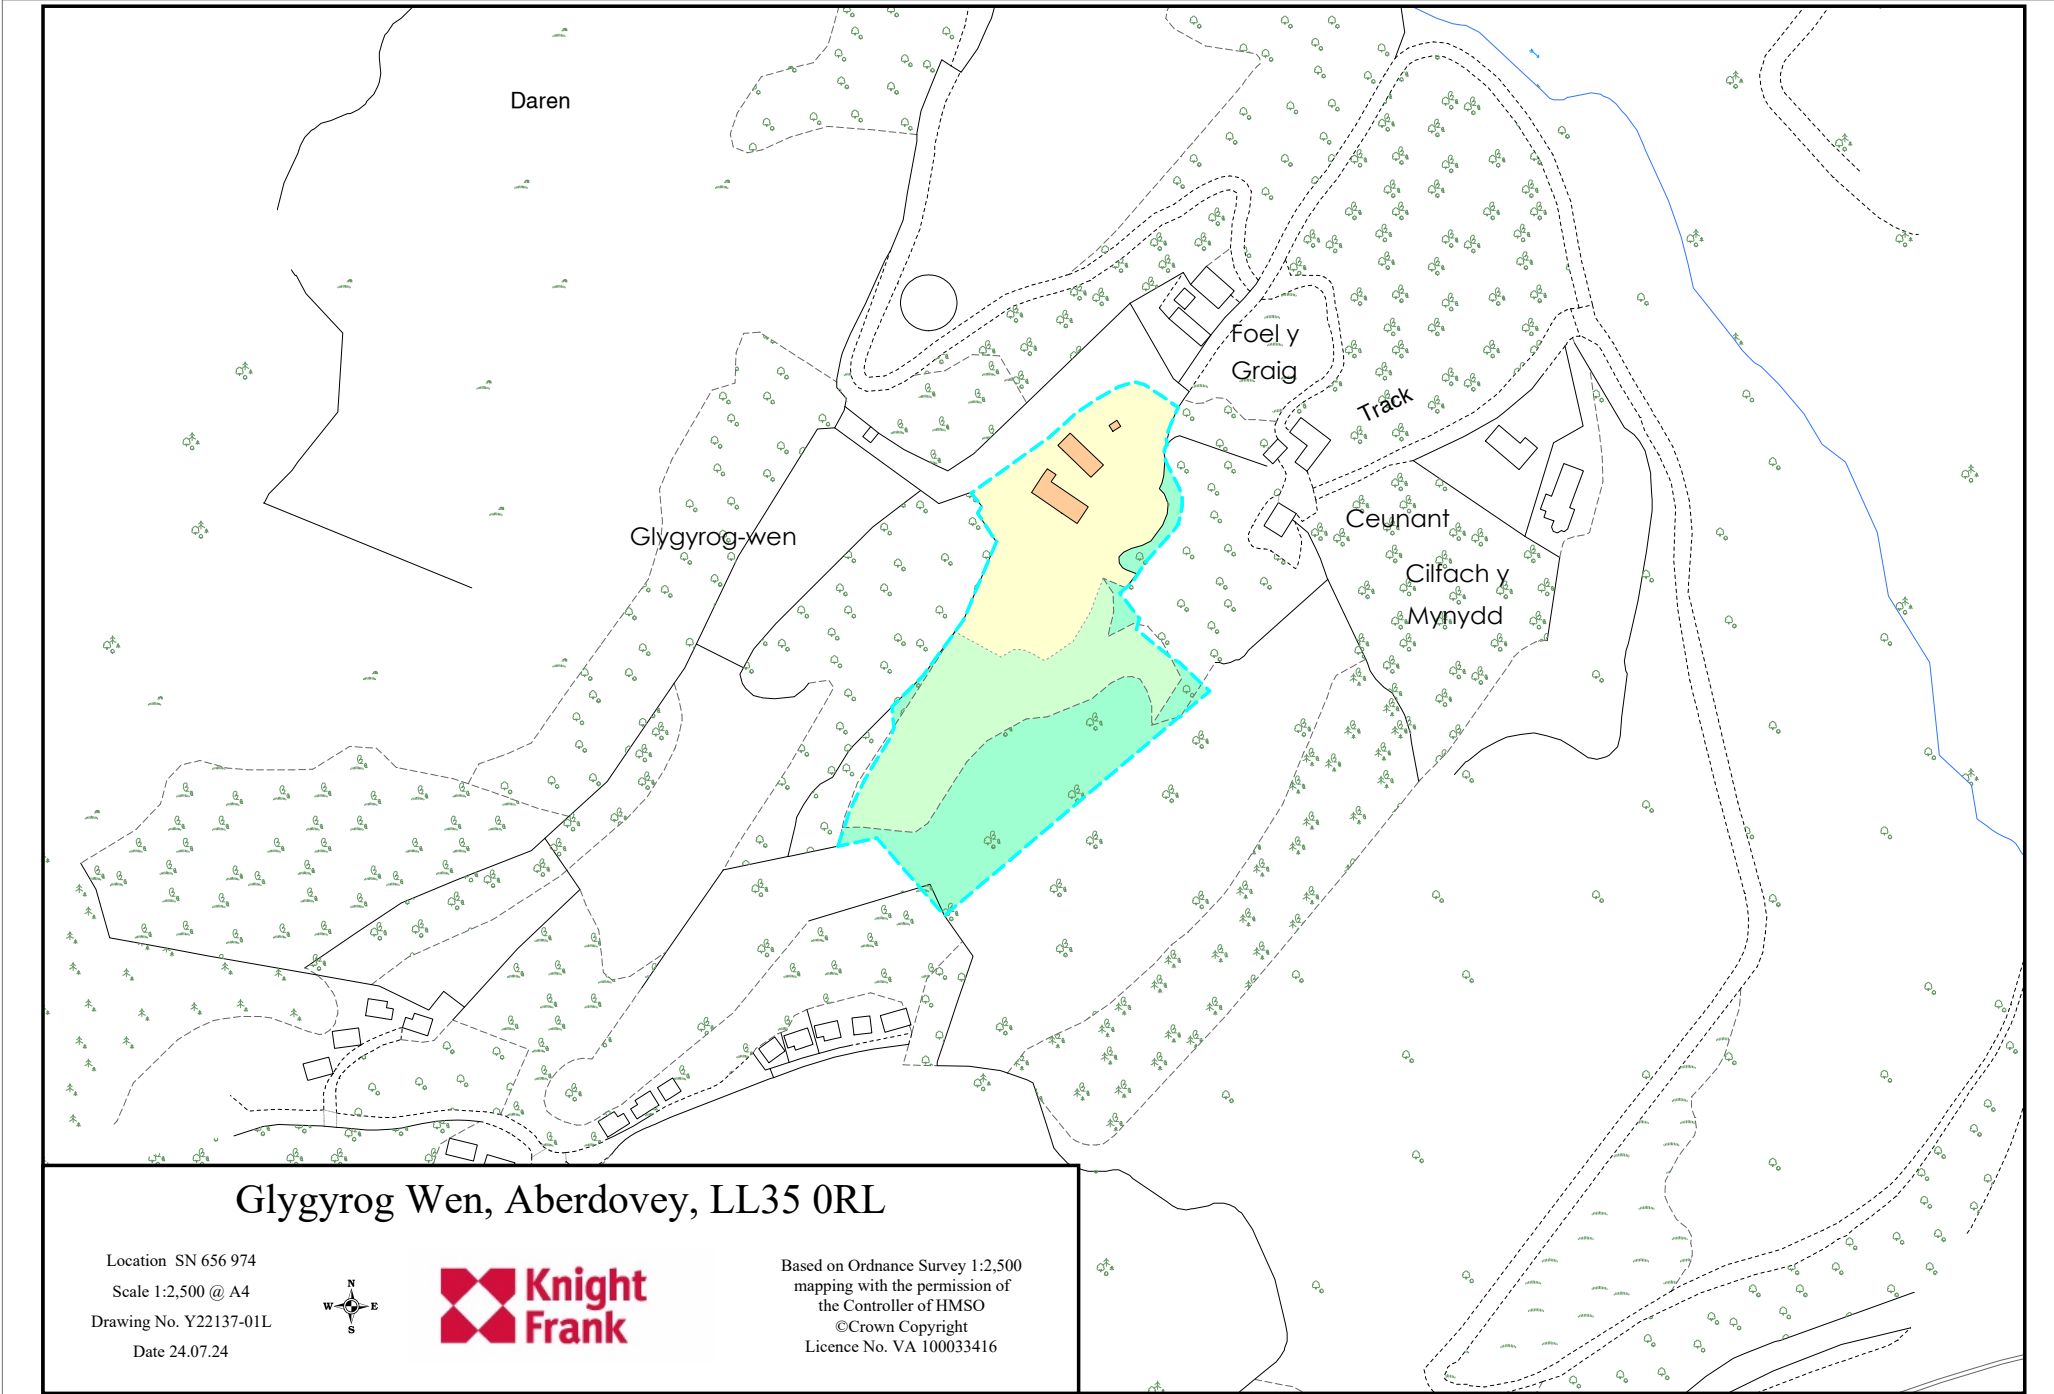 Daren
Foel y
Graig
Track
Glygyrog-wen
Ceunant
Cilfach y
Mynydd
Glygyrog Wen, Aberdovey, LL35 0RL
Location SN 656 974
Scale 1:2,500 @ A4
Drawing No. Y22137-01L
Date 24.07.24
N
W E
S
Knight
Frank
Based on Ordnance Survey 1:2,500
mapping with the permission of
the Controller of HMSO
©Crown Copyright
Licence No. VA 100033416